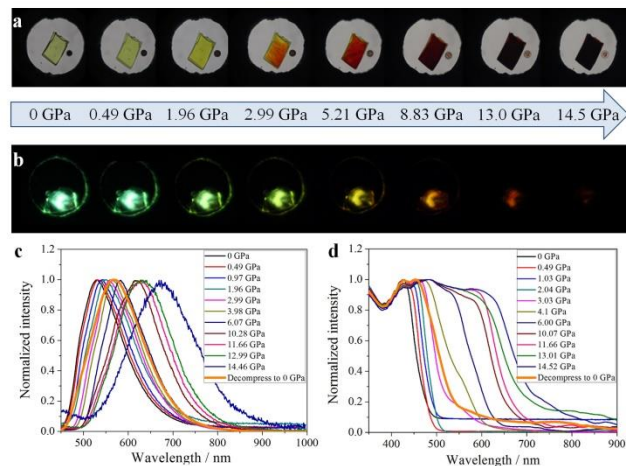 a
0 GPa 0.49 GPa 1.96 GPa 2.99 GPa 5.21 GPa 8.83 GPa 13.0 GPa 14.5 GPa
b
c
Normalized intensity
1.2
1.0
0.8
0.6
0.4
0.2
0.0
500 600 700 800 900 1000
Wavelength / nm
0 GPa
0.49 GPa
0.97 GPa
1.96 GPa
2.99 GPa
3.98 GPa
6.07 GPa
10.28 GPa
11.66 GPa
12.99 GPa
14.46 GPa
Decompress to 0 GPa
d
Normalized intensity
1.2
1.0
0.8
0.6
0.4
0.2
0.0
400 500 600 700 800 900
Wavelength / nm
0 GPa
0.49 GPa
1.03 GPa
2.04 GPa
3.03 GPa
4.1 GPa
6.00 GPa
10.07 GPa
11.66 GPa
13.01 GPa
14.52 GPa
Decompress to 0 GPa